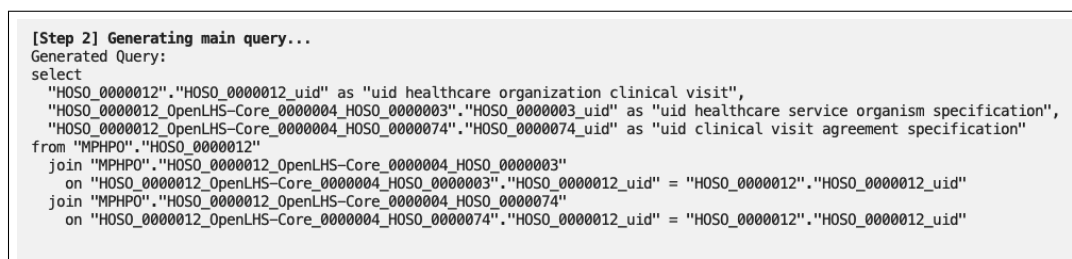 [Step 2] Generating main query...
Generated Query:
select
  "HOSO_0000012"."HOSO_0000012_uid" as "uid healthcare organization clinical visit",
  "HOSO_0000012_OpenLHS-Core_0000004_HOSO_0000003"."HOSO_0000003_uid" as "uid healthcare service organism specification",
  "HOSO_0000012_OpenLHS-Core_0000004_HOSO_0000074"."HOSO_0000074_uid" as "uid clinical visit agreement specification"
from "MPHPO"."HOSO_0000012"
  join "MPHPO"."HOSO_0000012_OpenLHS-Core_0000004_HOSO_0000003"
    on "HOSO_0000012_OpenLHS-Core_0000004_HOSO_0000003"."HOSO_0000012_uid" = "HOSO_0000012"."HOSO_0000012_uid"
  join "MPHPO"."HOSO_0000012_OpenLHS-Core_0000004_HOSO_0000074"
    on "HOSO_0000012_OpenLHS-Core_0000004_HOSO_0000074"."HOSO_0000012_uid" = "HOSO_0000012"."HOSO_0000012_uid"